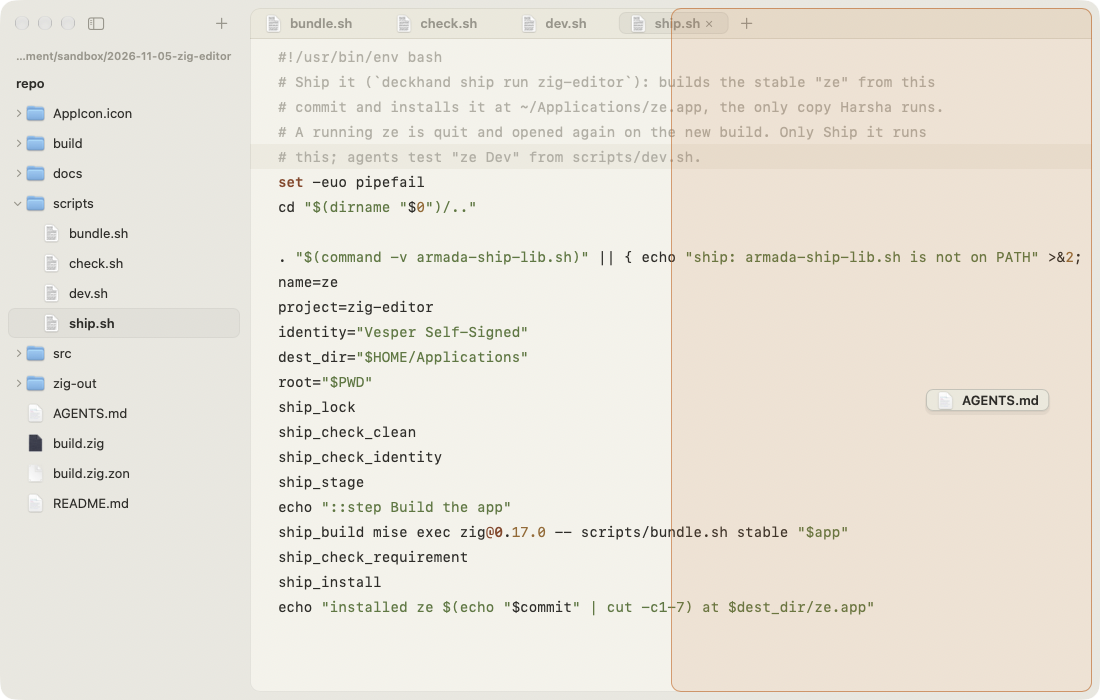 ...ment/sandbox/2026-11-05-zig-editor
repo
AppIcon.icon
build
docs
scripts
bundle.sh
check.sh
dev.sh
ship.sh
src
zig-out
AGENTS.md
build.zig
build.zig.zon
README.md
bundle.sh check.sh dev.sh ship.sh × +
#!/usr/bin/env bash
# Ship it (`deckhand ship run zig-editor`): builds the stable "ze" from this
# commit and installs it at ~/Applications/ze.app, the only copy Harsha runs.
# A running ze is quit and opened again on the new build. Only Ship it runs
# this; agents test "ze Dev" from scripts/dev.sh.
set -euo pipefail
cd "$(dirname "$0")/.."
. "$(command -v armada-ship-lib.sh)" || { echo "ship: armada-ship-lib.sh is not on PATH" >&2;
name=ze
project=zig-editor
identity="Vesper Self-Signed"
dest_dir="$HOME/Applications"
root="$PWD"
ship_lock
ship_check_clean
ship_check_identity
ship_stage
echo "::step Build the app"
ship_build mise exec zig@0.17.0 -- scripts/bundle.sh stable "$app"
ship_check_requirement
ship_install
echo "installed ze $(echo "$commit" | cut -c1-7) at $dest_dir/ze.app"
AGENTS.md